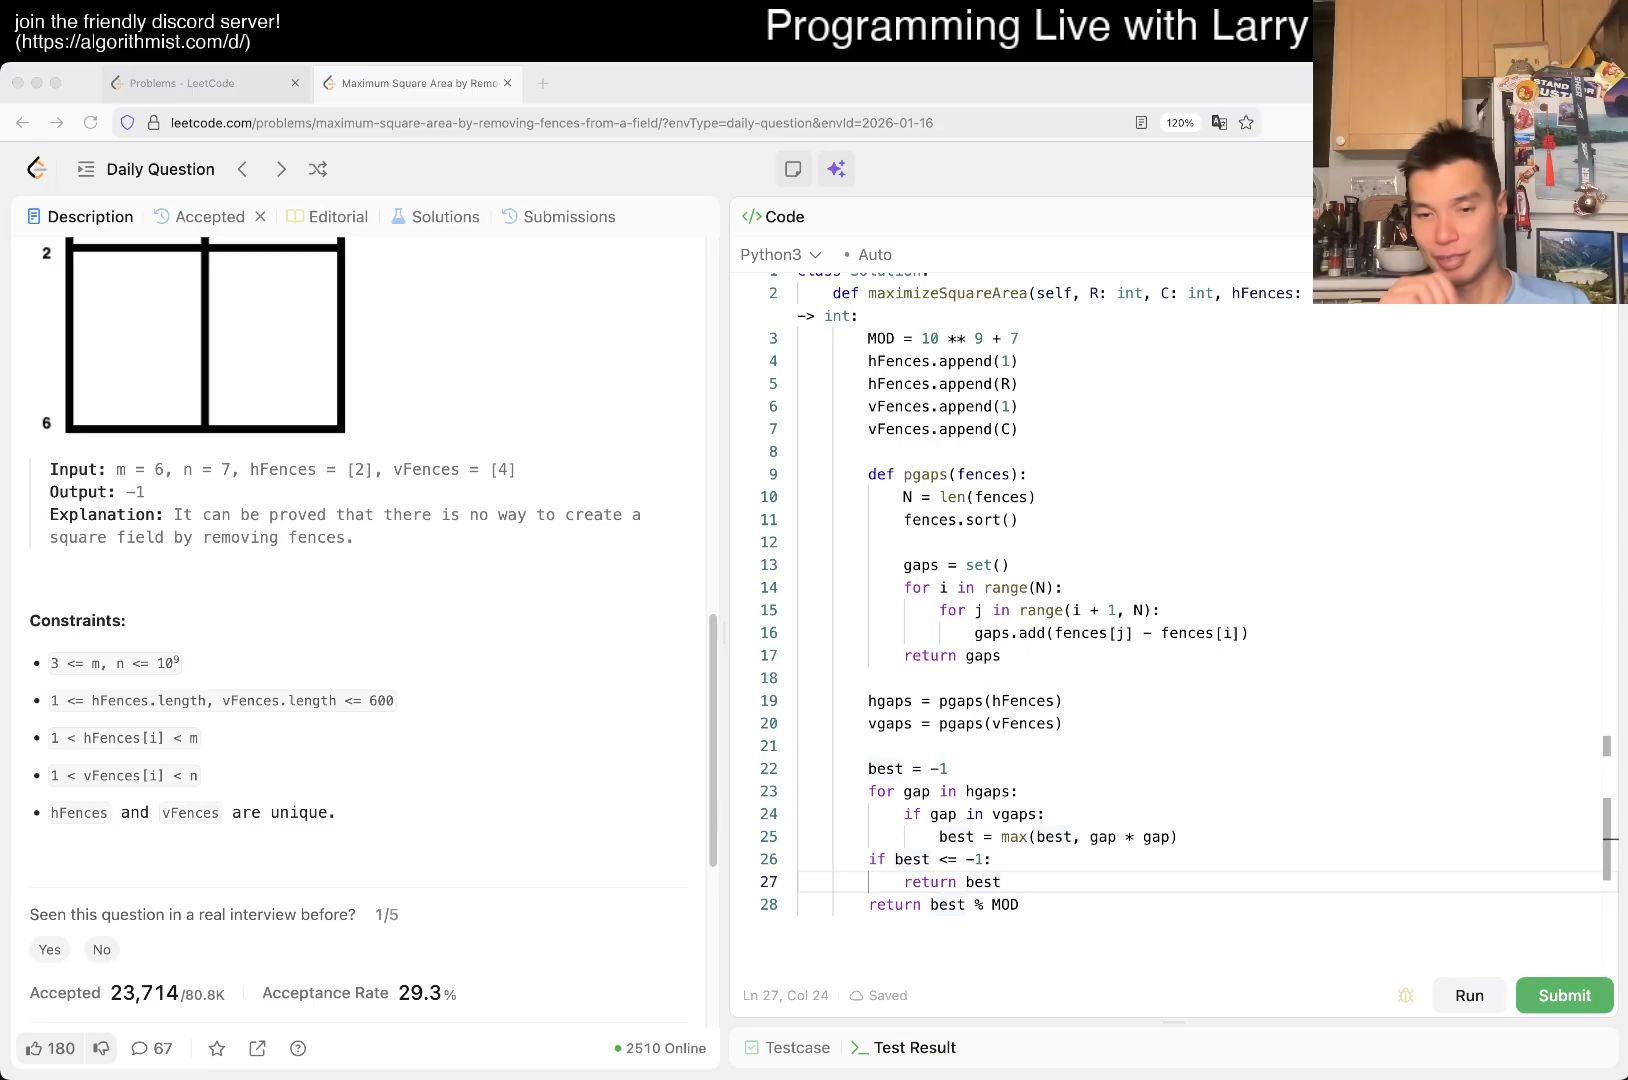 join the friendly discord server!
(https://algorithmist.com/d/)
Programming Live with Larry
Problems - LeetCode
Maximum Square Area by Remo
leetcode.com/problems/maximum-square-area-by-removing-fences-from-a-field/?envType=daily-question&envId=2026-01-16
120%
Daily Question
Description
Accepted
Editorial
Solutions
Submissions
2
6
Input: m = 6, n = 7, hFences = [2], vFences = [4]
Output: -1
Explanation: It can be proved that there is no way to create a
square field by removing fences.
Constraints:
• 3 <= m, n <= 10⁹
• 1 <= hFences.length, vFences.length <= 600
• 1 < hFences[i] < m
• 1 < vFences[i] < n
• hFences and vFences are unique.
Seen this question in a real interview before? 1/5
Yes No
Accepted 23,714/80.8K Acceptance Rate 29.3%
180
67
2510 Online
</> Code
Python3 • Auto
1 class Solution:
2 def maximizeSquareArea(self, R: int, C: int, hFences:
-> int:
3 MOD = 10 ** 9 + 7
4 hFences.append(1)
5 hFences.append(R)
6 vFences.append(1)
7 vFences.append(C)
8
9 def pgaps(fences):
10 N = len(fences)
11 fences.sort()
12
13 gaps = set()
14 for i in range(N):
15 for j in range(i + 1, N):
16 gaps.add(fences[j] - fences[i])
17 return gaps
18
19 hgaps = pgaps(hFences)
20 vgaps = pgaps(vFences)
21
22 best = -1
23 for gap in hgaps:
24 if gap in vgaps:
25 best = max(best, gap * gap)
26 if best <= -1:
27 return best
28 return best % MOD
Ln 27, Col 24 Saved
Run
Submit
Testcase
Test Result